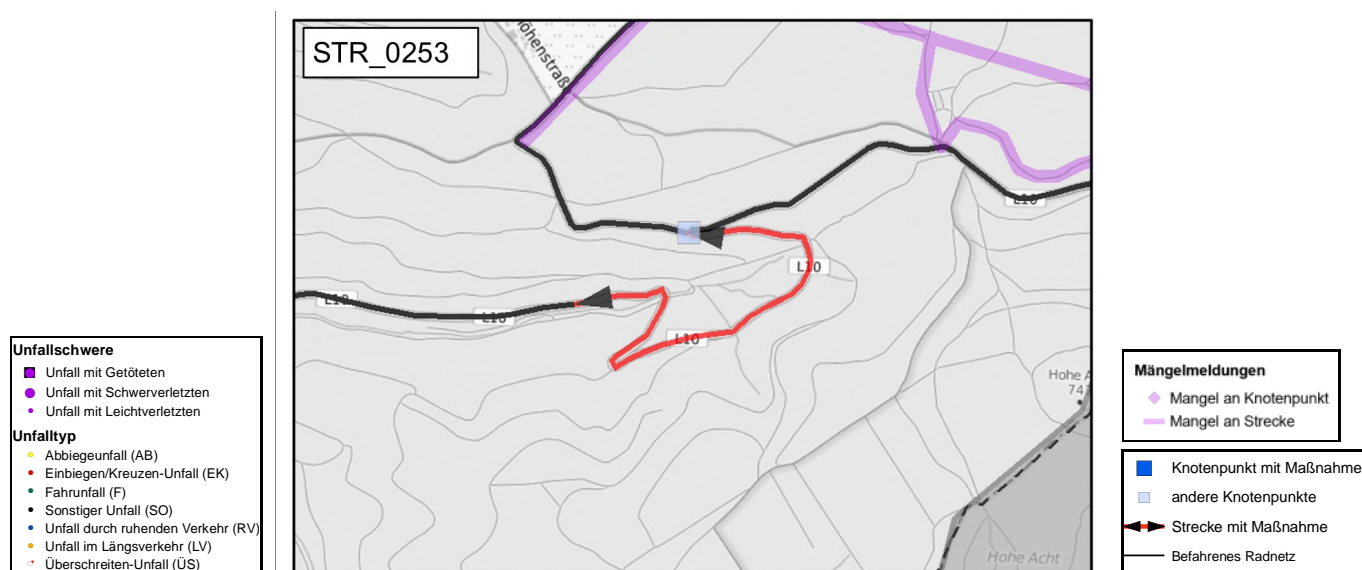 STR_0253
öhenstraß
L10
L10
L10
L10
L10
Hohe A
74
Hohe Acht
Unfallschwere
Unfall mit Getöteten
Unfall mit Schwerverletzten
Unfall mit Leichtverletzten
Unfalltyp
Abbiegeunfall (AB)
Einbiegen/Kreuzen-Unfall (EK)
Fahrunfall (F)
Sonstiger Unfall (SO)
Unfall durch ruhenden Verkehr (RV)
Unfall im Längsverkehr (LV)
Überschreiten-Unfall (ÜS)
Mängelmeldungen
Mangel an Knotenpunkt
Mangel an Strecke
Knotenpunkt mit Maßnahme
andere Knotenpunkte
Strecke mit Maßnahme
Befahrenes Radnetz